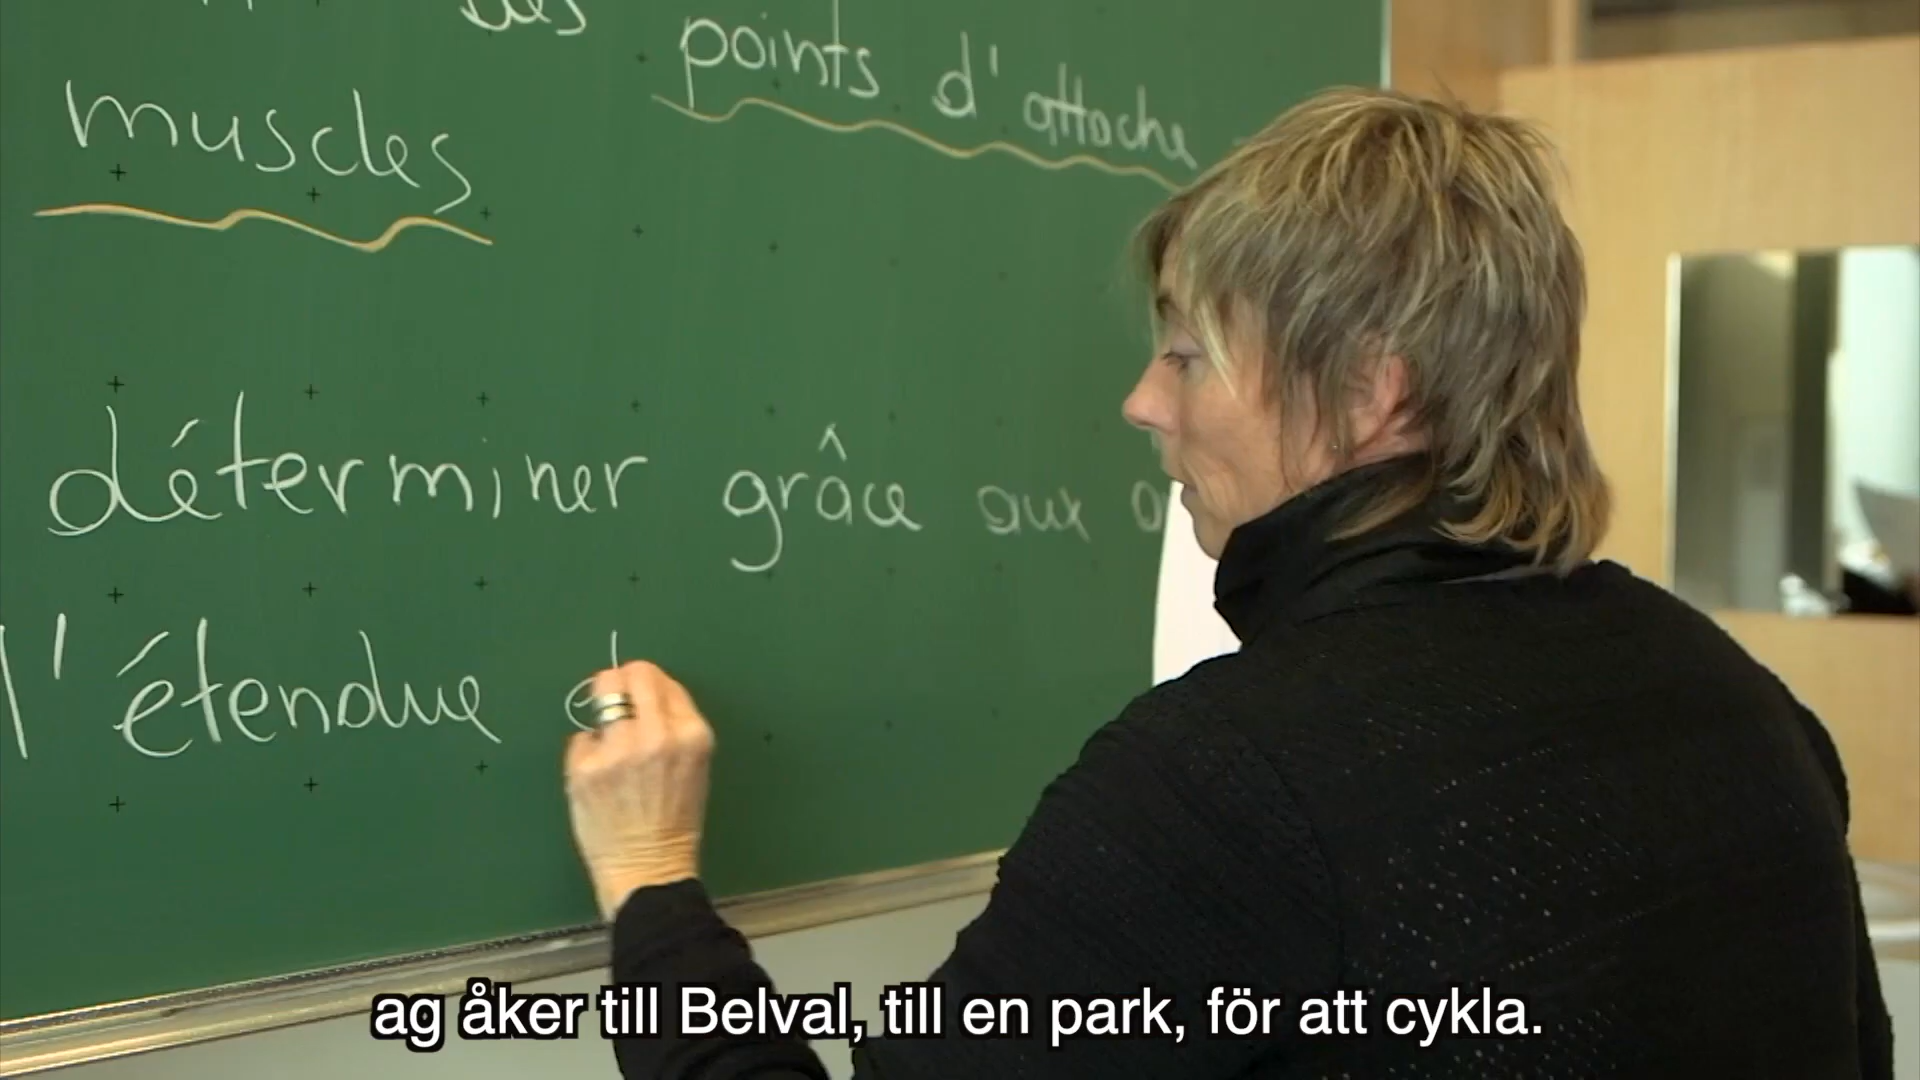 points d'attache
muscles
déterminer grâce aux
l'étendue
ag åker till Belval, till en park, för att cykla.